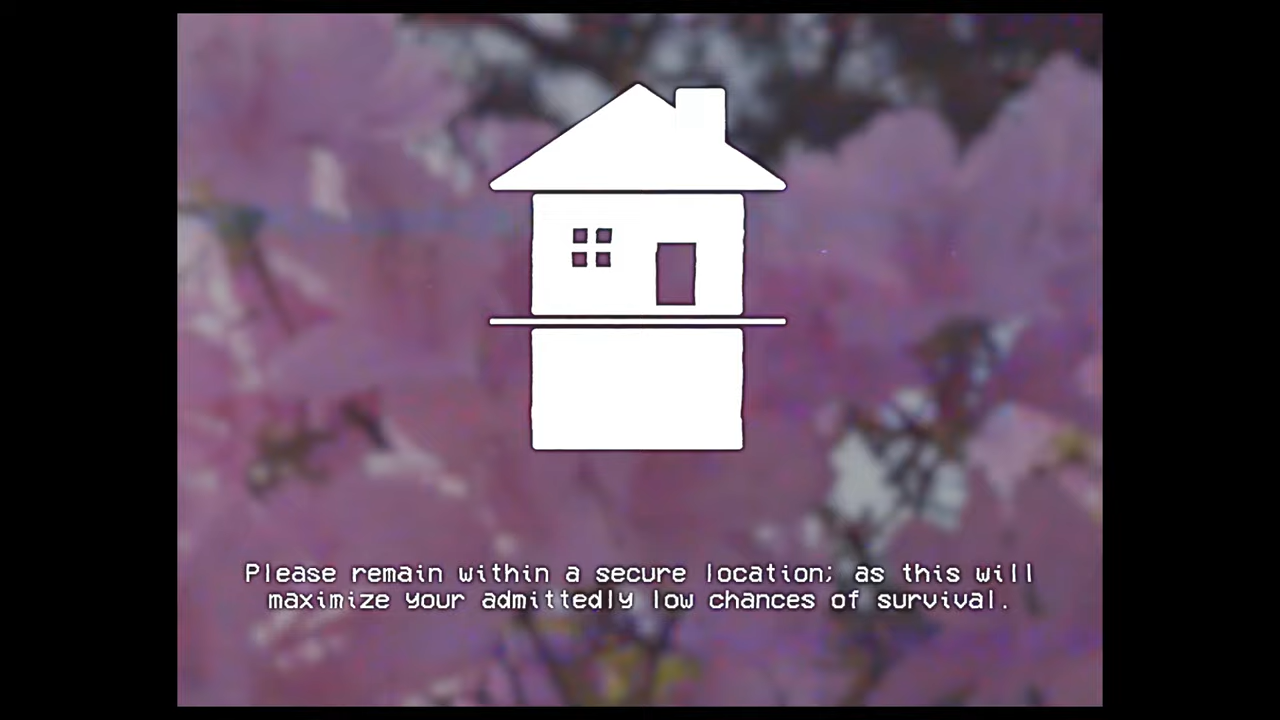 Please remain within a secure location; as this will
maximize your admittedly low chances of survival.